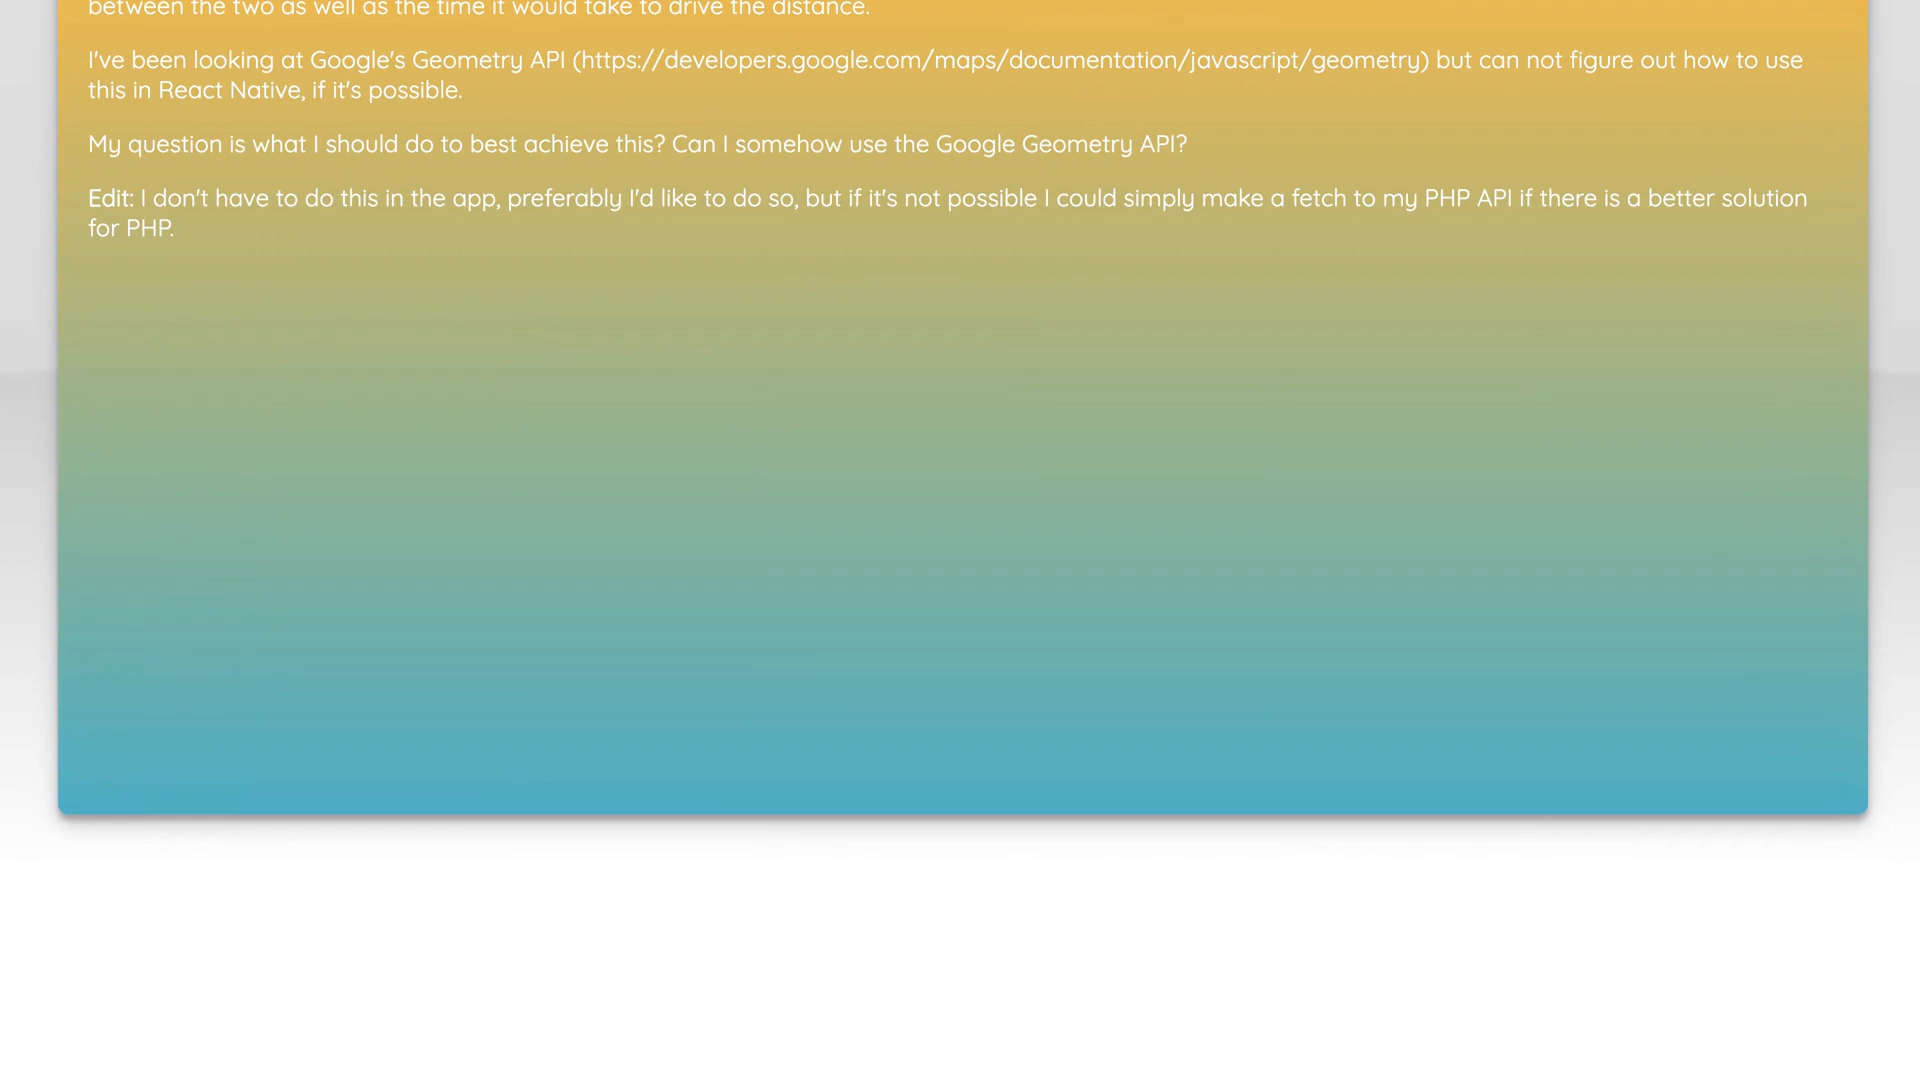 between the two as well as the time it would take to drive the distance.
I've been looking at Google's Geometry API (https://developers.google.com/maps/documentation/javascript/geometry) but can not figure out how to use
this in React Native, if it's possible.
My question is what I should do to best achieve this? Can I somehow use the Google Geometry API?
Edit: I don't have to do this in the app, preferably I'd like to do so, but if it's not possible I could simply make a fetch to my PHP API if there is a better solution
for PHP.